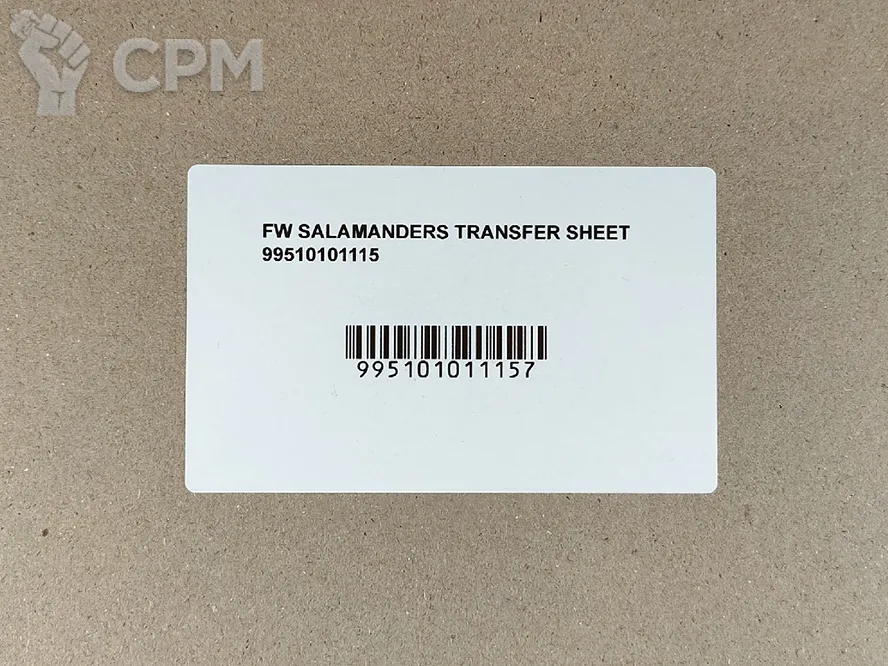 CPM
FW SALAMANDERS TRANSFER SHEET
99510101115
995101011157